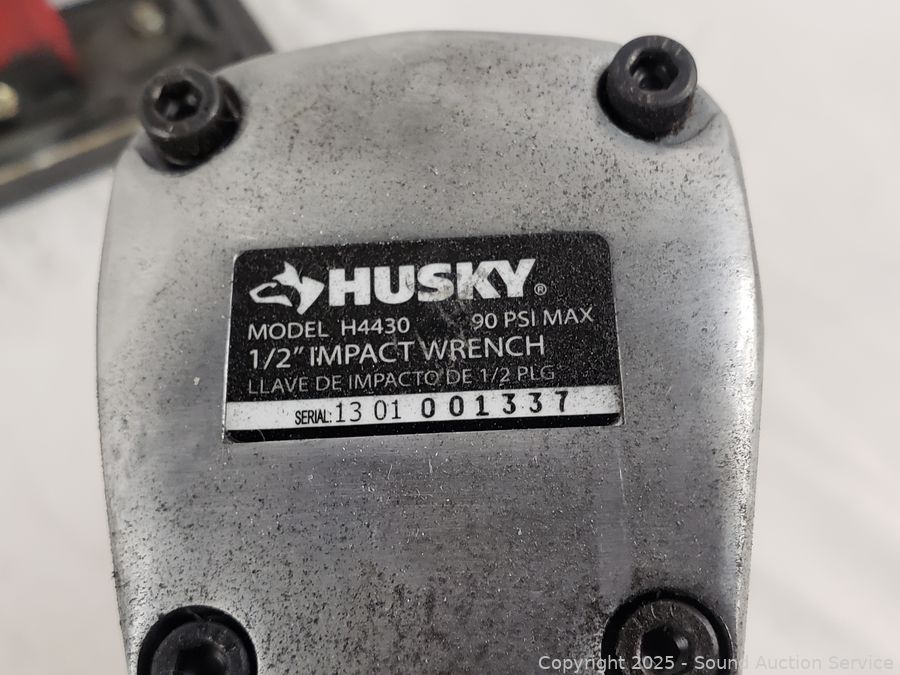 HUSKY®
MODEL H4430 90 PSI MAX
1/2" IMPACT WRENCH
LLAVE DE IMPACTO DE 1/2 PLG
SERIAL: 13 01 001337
Copyright 2025 - Sound Auction Service